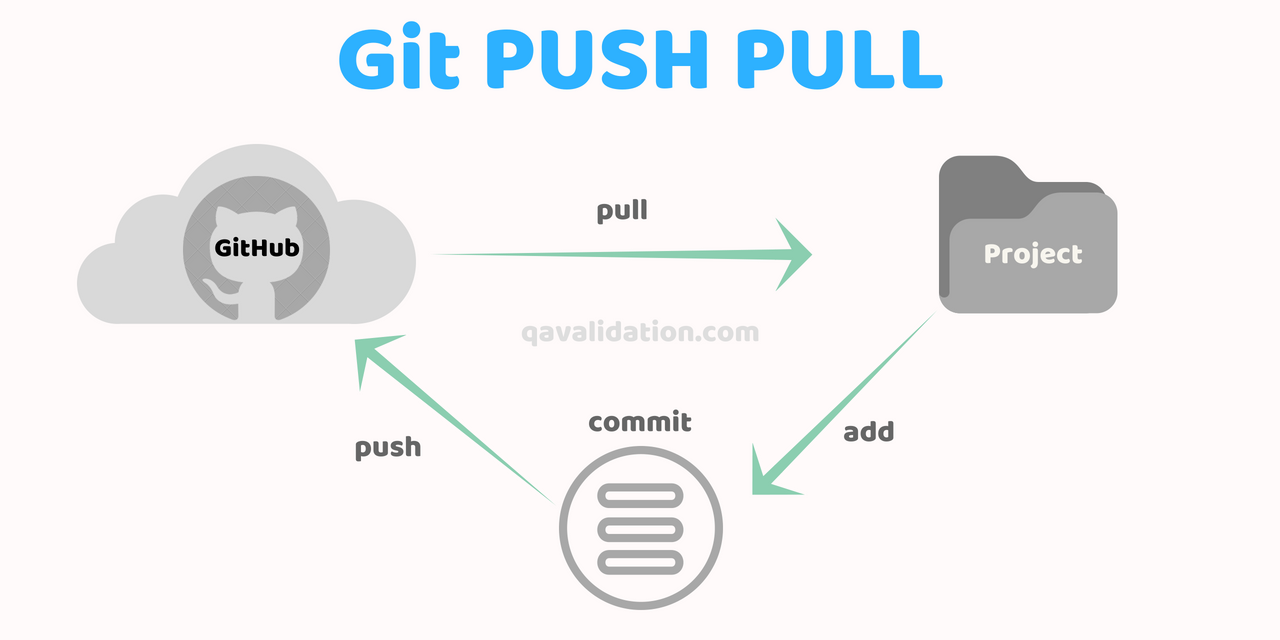 Git PUSH PULL
pull
GitHub
Project
qavalidation.com
commit
add
push